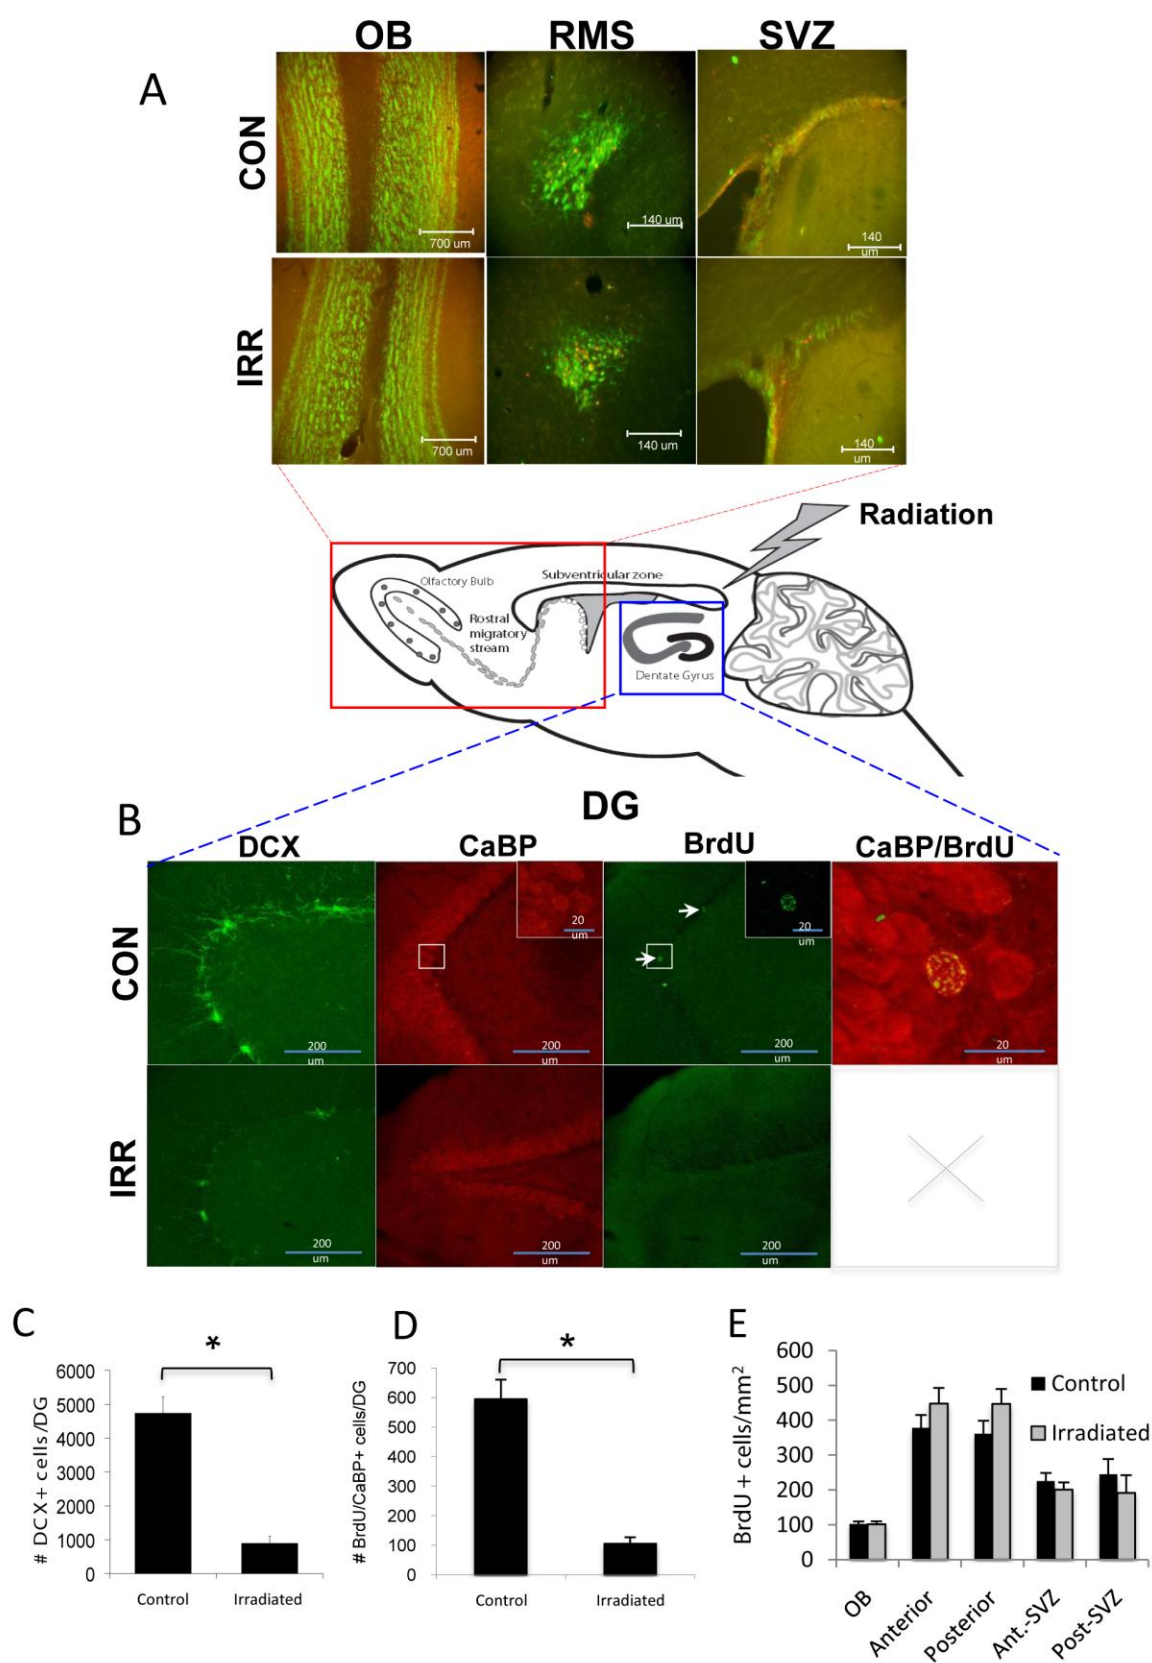 OB RMS SVZ
A
CON
700 um
140 um
140
um
IRR
700 um
140 um
140
um
Radiation
Olfactory Bulb
Subventricular zone
Rostral
migratory
stream
Dentate Gyrus
B
DG
DCX CaBP BrdU CaBP/BrdU
CON
20
um
20
um
200
um
200
um
200
um
20
um
IRR
200
um
200
um
200
um
C
*
# DCX+ cells/DG
6000
5000
4000
3000
2000
1000
0
Control Irradiated
D
*
# BrdU/CaBP+ cells/DG
700
600
500
400
300
200
100
0
Control Irradiated
E
BrdU + cells/mm²
600
500
400
300
200
100
0
Control
Irradiated
OB
Anterior
Posterior
Ant.-SVZ
Post-SVZ